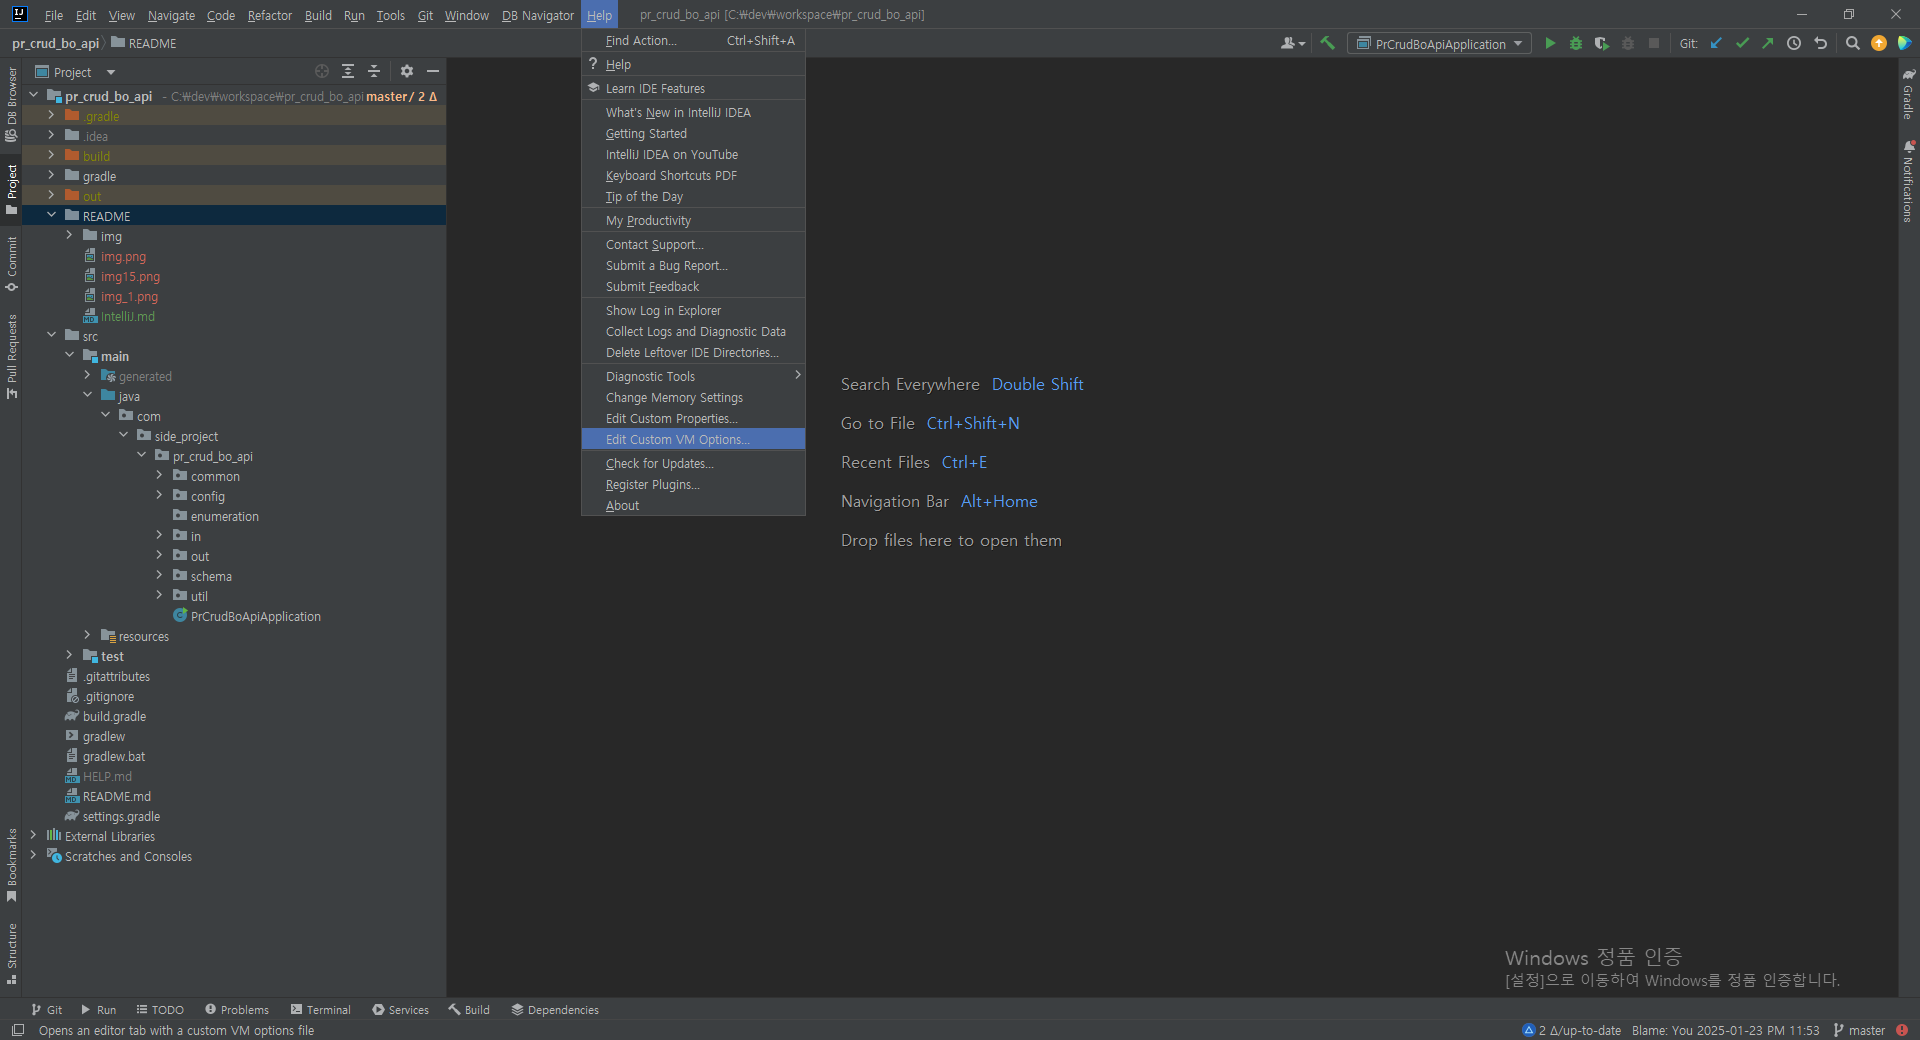 File Edit View Navigate Code Refactor Build Run Tools Git Window DB Navigator Help pr_crud_bo_api [C:₩dev₩workspace₩pr_crud_bo_api]
pr_crud_bo_api README
PrCrudBoApiApplication Git:
Project
pr_crud_bo_api - C:₩dev₩workspace₩pr_crud_bo_api master/ 2 Δ
.gradle
.idea
build
gradle
out
README
img
img.png
img15.png
img_1.png
IntelliJ.md
src
main
generated
java
com
side_project
pr_crud_bo_api
common
config
enumeration
in
out
schema
util
PrCrudBoApiApplication
resources
test
.gitattributes
.gitignore
build.gradle
gradlew
gradlew.bat
HELP.md
README.md
settings.gradle
External Libraries
Scratches and Consoles
DB Browser
Project
Commit
Pull Requests
Bookmarks
Structure
Find Action... Ctrl+Shift+A
? Help
Learn IDE Features
What's New in IntelliJ IDEA
Getting Started
IntelliJ IDEA on YouTube
Keyboard Shortcuts PDF
Tip of the Day
My Productivity
Contact Support...
Submit a Bug Report...
Submit Feedback
Show Log in Explorer
Collect Logs and Diagnostic Data
Delete Leftover IDE Directories...
Diagnostic Tools
Change Memory Settings
Edit Custom Properties...
Edit Custom VM Options...
Check for Updates...
Register Plugins...
About
Search Everywhere Double Shift
Go to File Ctrl+Shift+N
Recent Files Ctrl+E
Navigation Bar Alt+Home
Drop files here to open them
Gradle
Notifications
Windows 정품 인증
[설정]으로 이동하여 Windows를 정품 인증합니다.
Git Run TODO Problems Terminal Services Build Dependencies
Opens an editor tab with a custom VM options file 2 Δ/up-to-date Blame: You 2025-01-23 PM 11:53 master